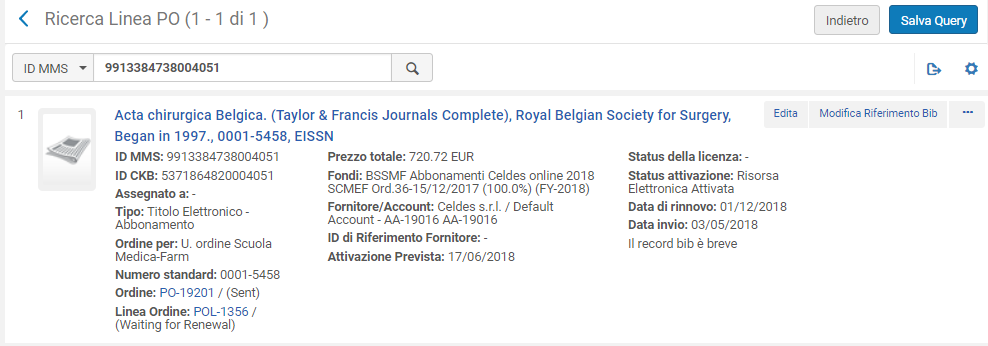 Ricerca Linea PO (1 - 1 di 1 )
Indietro
Salva Query
ID MMS
9913384738004051
1
Acta chirurgica Belgica. (Taylor & Francis Journals Complete), Royal Belgian Society for Surgery,
Began in 1997., 0001-5458, EISSN
Edita
Modifica Riferimento Bib
ID MMS: 9913384738004051
ID CKB: 5371864820004051
Assegnato a: -
Tipo: Titolo Elettronico -
Abbonamento
Ordine per: U. ordine Scuola
Medica-Farm
Numero standard: 0001-5458
Ordine: PO-19201 / (Sent)
Linea Ordine: POL-1356 /
(Waiting for Renewal)
Prezzo totale: 720.72 EUR
Fondi: BSSMF Abbonamenti Celdes online 2018
SCMEF Ord.36-15/12/2017 (100.0%) (FY-2018)
Fornitore/Account: Celdes s.r.l. / Default
Account - AA-19016 AA-19016
ID di Riferimento Fornitore: -
Attivazione Prevista: 17/06/2018
Status della licenza: -
Status attivazione: Risorsa
Elettronica Attivata
Data di rinnovo: 01/12/2018
Data invio: 03/05/2018
Il record bib è breve